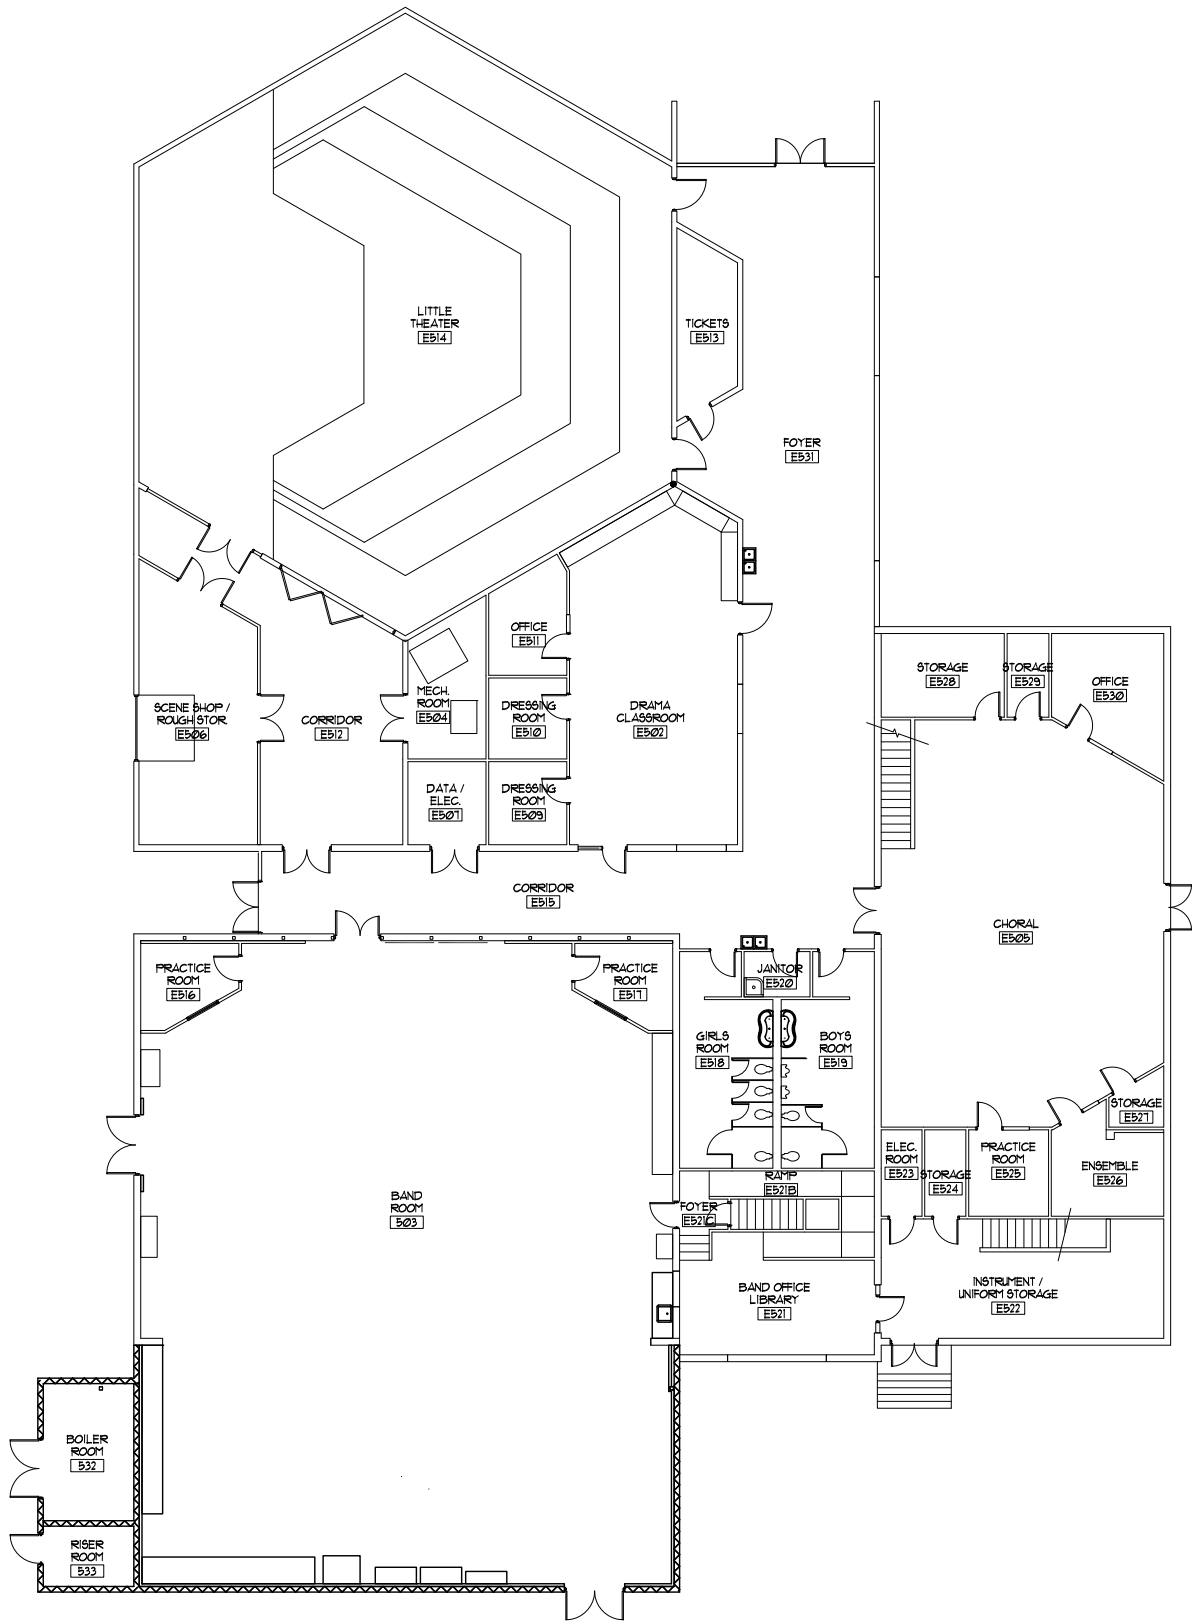 LITTLE
THEATER
E514
TICKETS
E513
FOYER
E531
OFFICE
E511
STORAGE
E528
STORAGE
E529
OFFICE
E530
SCENE SHOP /
ROUGH STOR.
E506
CORRIDOR
E512
MECH.
ROOM
E504
DRESSING
ROOM
E510
DRAMA
CLASSROOM
E502
DATA /
ELEC.
E507
DRESSING
ROOM
E509
CORRIDOR
E515
CHORAL
E505
PRACTICE
ROOM
E516
PRACTICE
ROOM
E517
JANITOR
E520
GIRLS
ROOM
E518
BOYS
ROOM
E519
STORAGE
E527
ELEC.
ROOM
E523
STORAGE
E524
PRACTICE
ROOM
E525
ENSEMBLE
E526
RAMP
E521B
BAND
ROOM
503
FOYER
E521C
BAND OFFICE
LIBRARY
E521
INSTRUMENT /
UNIFORM STORAGE
E522
BOILER
ROOM
532
RISER
ROOM
533